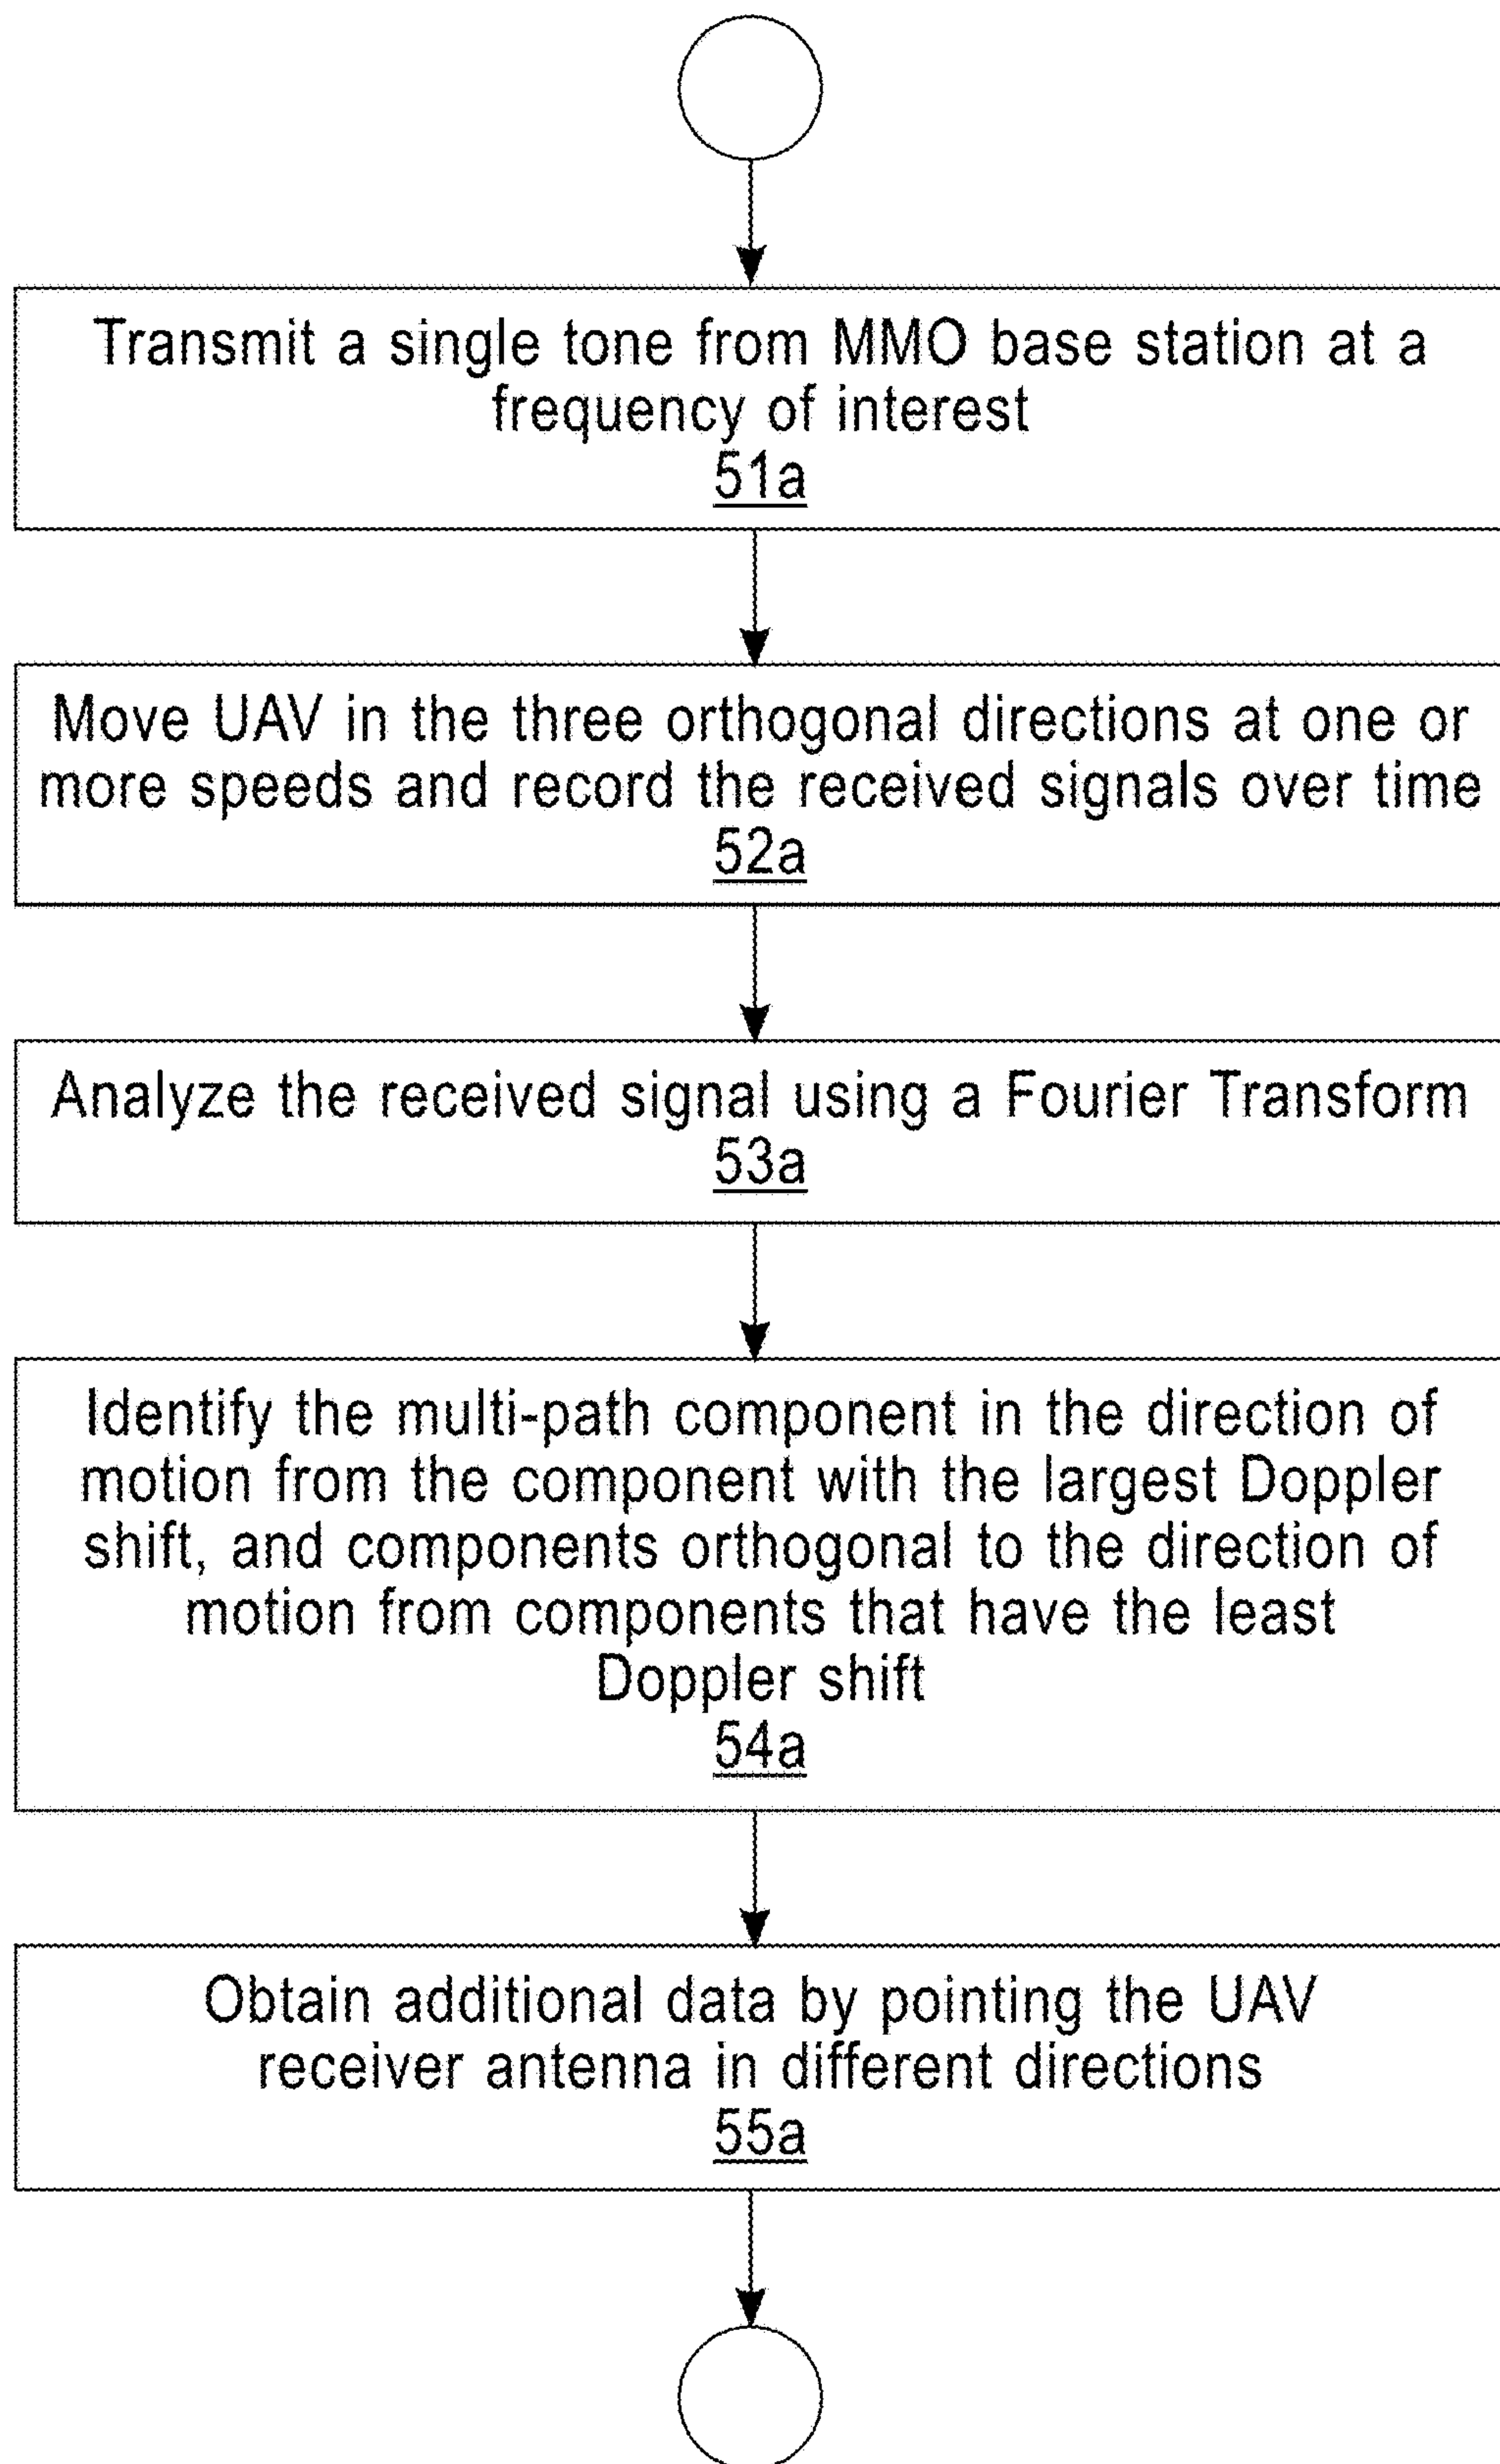 Transmit a single tone from MMO base station at a
frequency of interest
51a
Move UAV in the three orthogonal directions at one or
more speeds and record the received signals over time
52a
Analyze the received signal using a Fourier Transform
53a
Identify the multi-path component in the direction of
motion from the component with the largest Doppler
shift, and components orthogonal to the direction of
motion from components that have the least
Doppler shift
54a
Obtain additional data by pointing the UAV
receiver antenna in different directions
55a